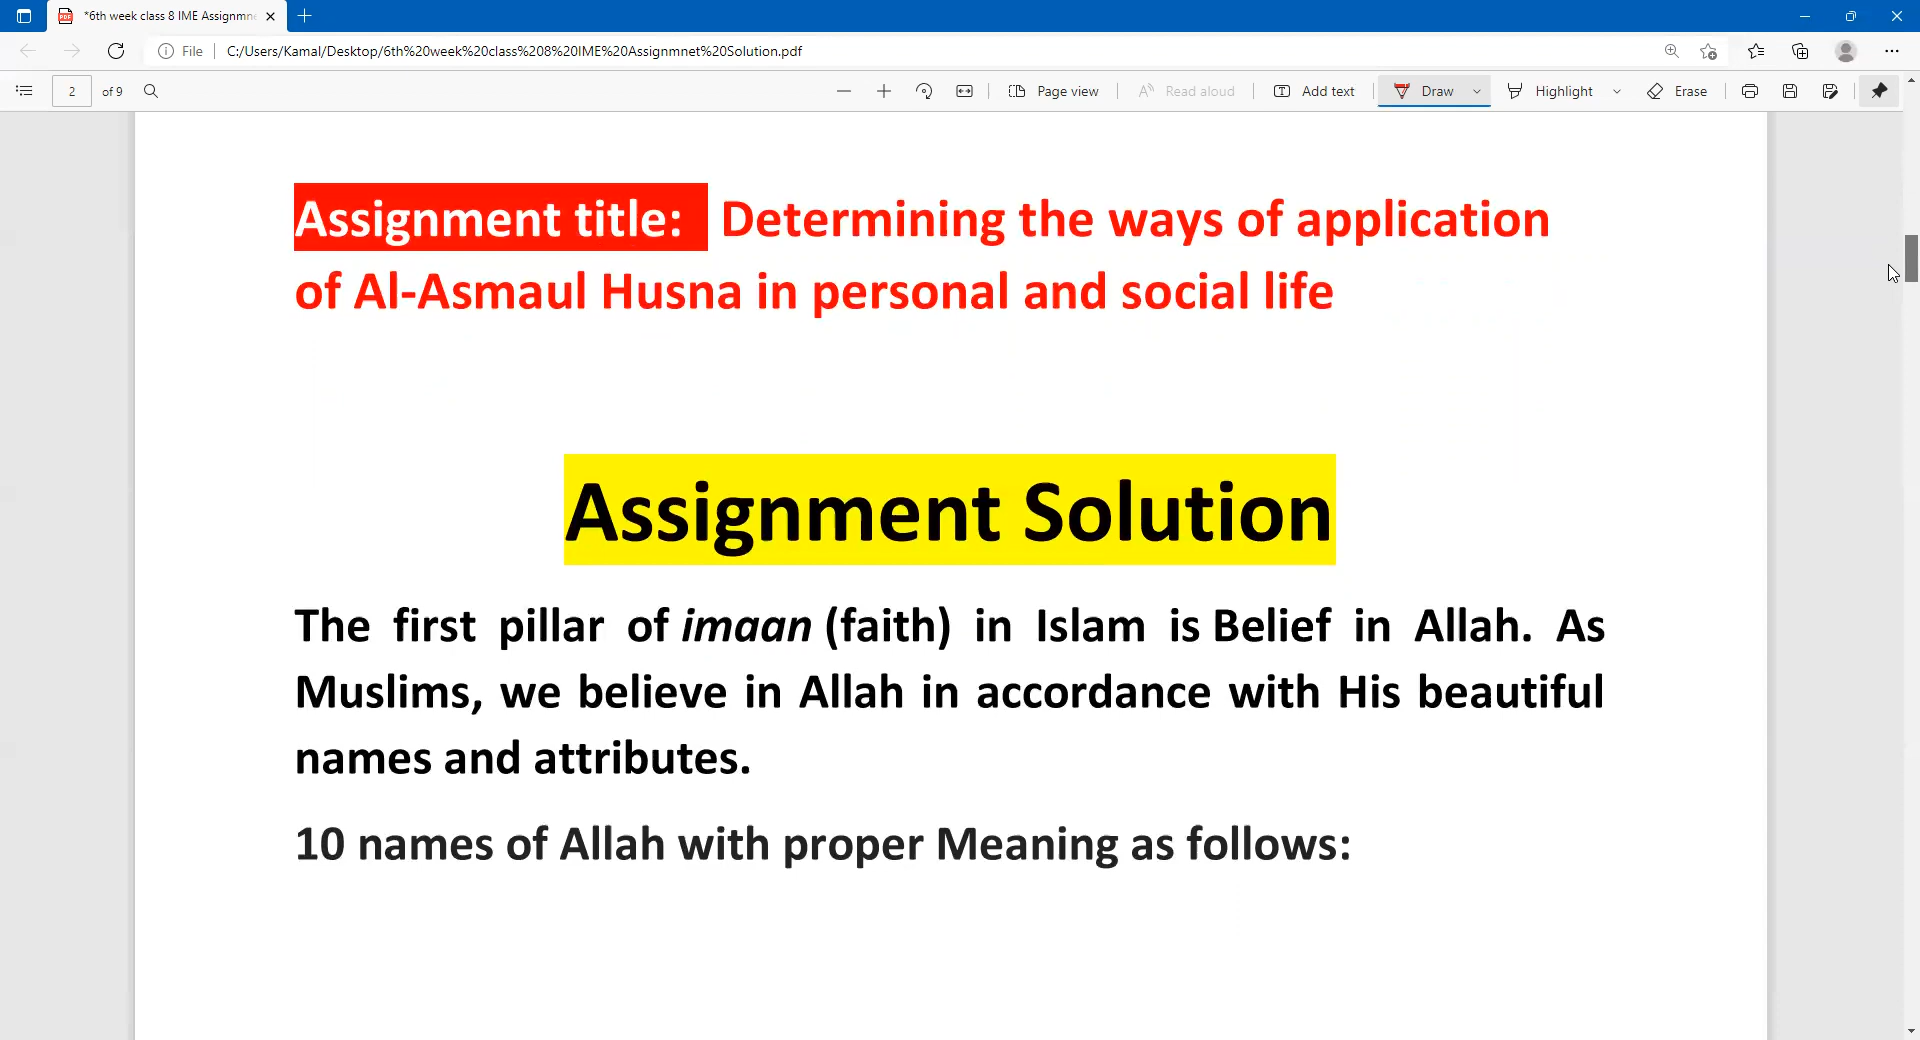 *6th week class 8 IME Assignmne
File
C:/Users/Kamal/Desktop/6th%20week%20class%208%20IME%20Assignmnet%20Solution.pdf
2 of 9
Page view
Read aloud
Add text
Draw
Highlight
Erase
Assignment title: Determining the ways of application
of Al-Asmaul Husna in personal and social life
Assignment Solution
The first pillar of imaan (faith) in Islam is Belief in Allah. As
Muslims, we believe in Allah in accordance with His beautiful
names and attributes.
10 names of Allah with proper Meaning as follows: